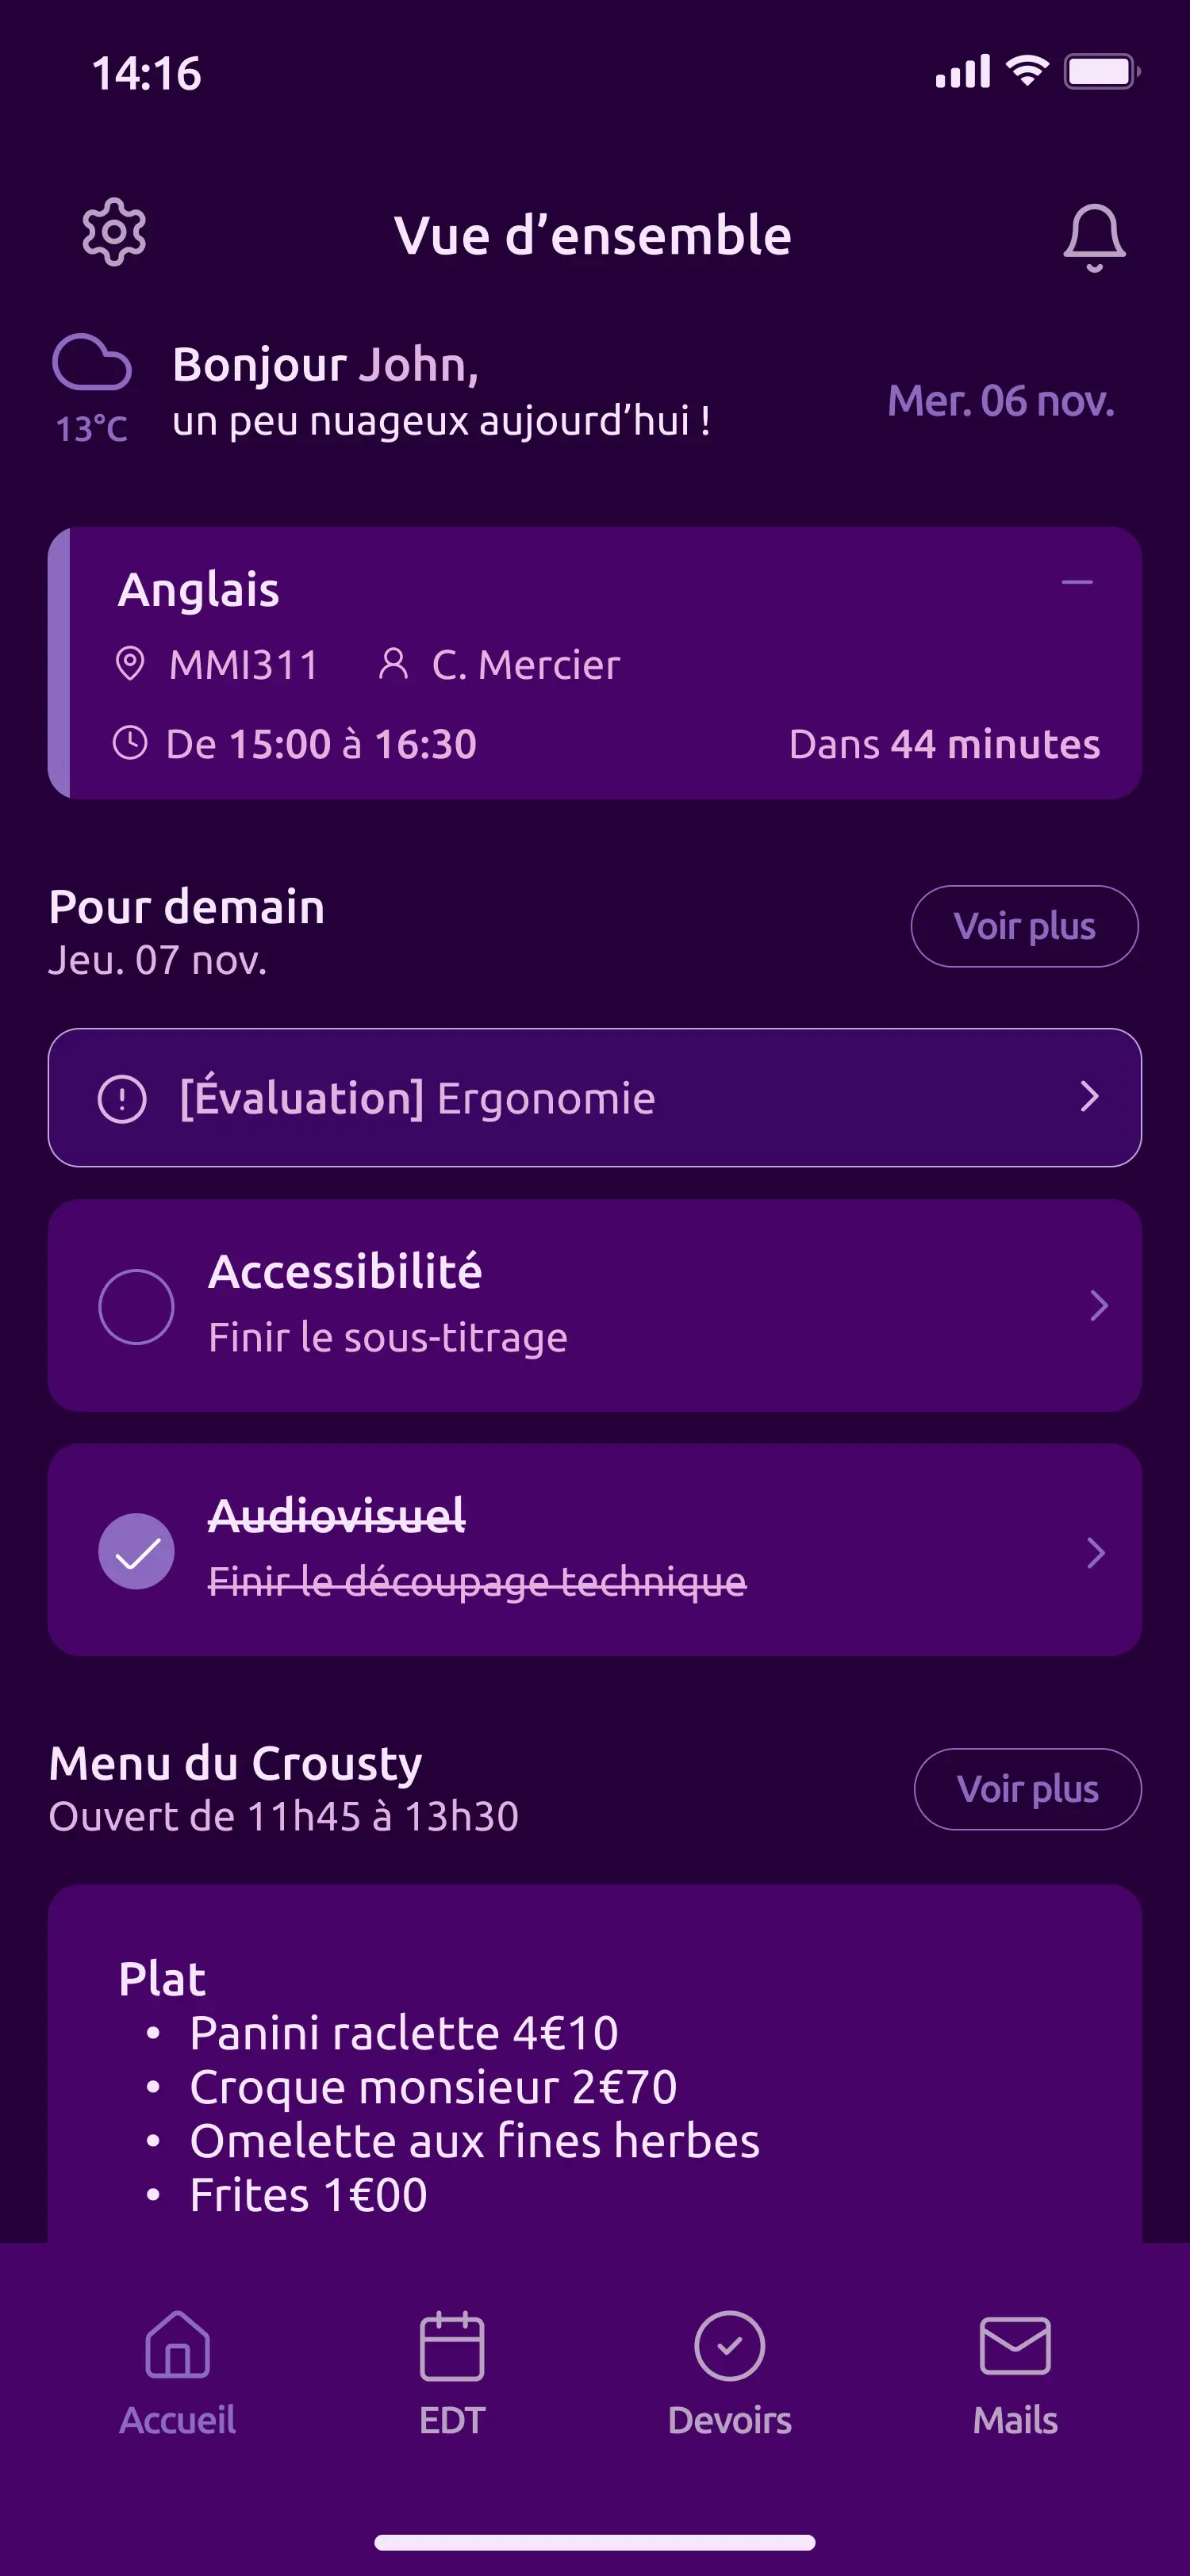 14:16
Vue d’ensemble
Bonjour John,
un peu nuageux aujourd’hui !
13°C
Mer. 06 nov.
Anglais
MMI311 C. Mercier
De 15:00 à 16:30 Dans 44 minutes
Pour demain
Jeu. 07 nov.
Voir plus
[Évaluation] Ergonomie
Accessibilité
Finir le sous-titrage
Audiovisuel
Finir le découpage technique
Menu du Crousty
Ouvert de 11h45 à 13h30
Voir plus
Plat
• Panini raclette 4€10
• Croque monsieur 2€70
• Omelette aux fines herbes
• Frites 1€00
Accueil EDT Devoirs Mails